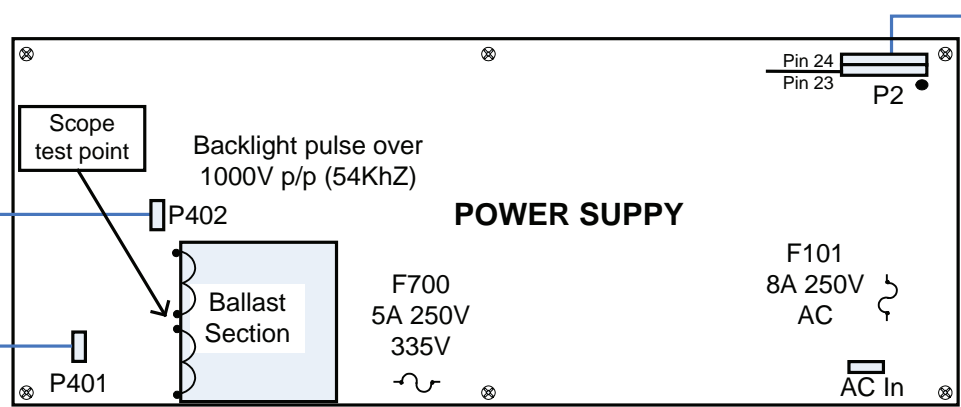 Pin 24
Pin 23
P2
Scope
test point
Backlight pulse over
1000V p/p (54KhZ)
P402
POWER SUPPY
F101
8A 250V
AC
F700
5A 250V
335V
Ballast
Section
P401
AC In